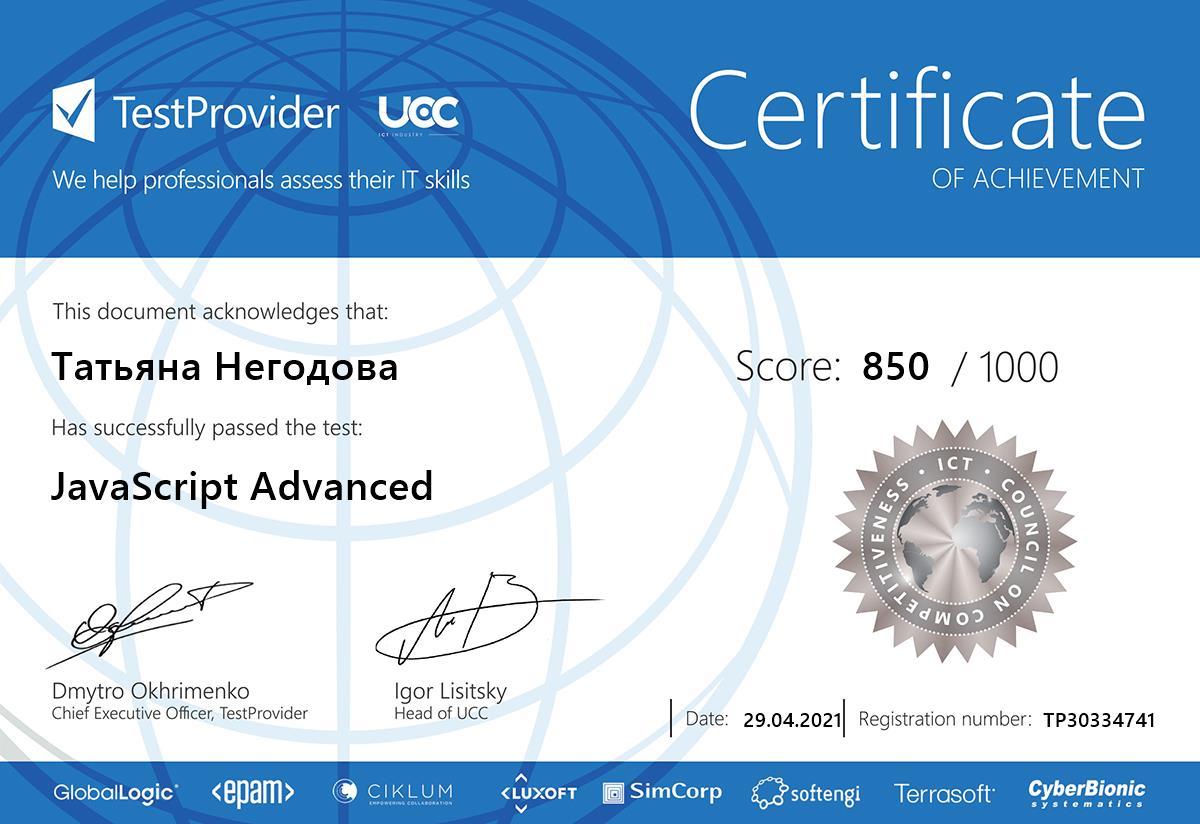 TestProvider
UCC
ICT INDUSTRY
We help professionals assess their IT skills
Certificate
OF ACHIEVEMENT
This document acknowledges that:
Татьяна Негодова
Score: 850 / 1000
Has successfully passed the test:
JavaScript Advanced
· ICT · COUNCIL ON COMPETITIVENESS
Dmytro Okhrimenko
Chief Executive Officer, TestProvider
Igor Lisitsky
Head of UCC
Date: 29.04.2021
Registration number: TP30334741
GlobalLogic®
<epam>
CIKLUM
EMPOWERING COLLABORATION
LUXOFT
SimCorp
softengi
Terrasoft
CyberBionic
systematics